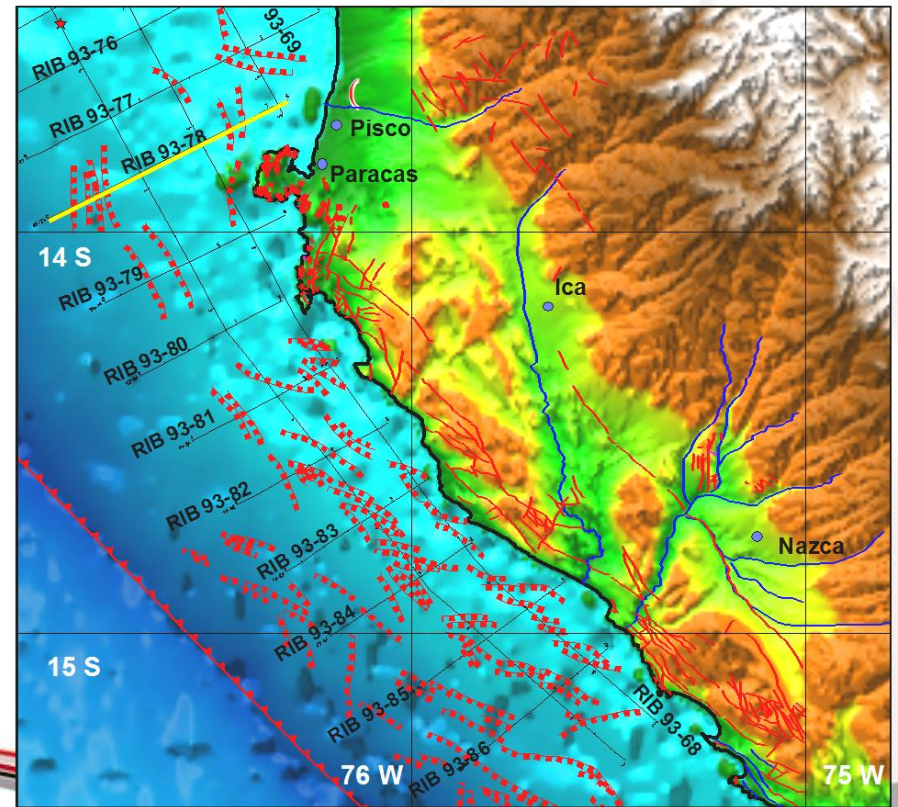 93-69
RIB 93-76
RIB 93-77
RIB 93-78
Pisco
Paracas
14 S
RIB 93-79
Ica
RIB 93-80
RIB 93-81
RIB 93-82
RIB 93-83
Nazca
RIB 93-84
15 S
RIB 93-85
RIB 93-68
RIB 93-86
76 W
75 W